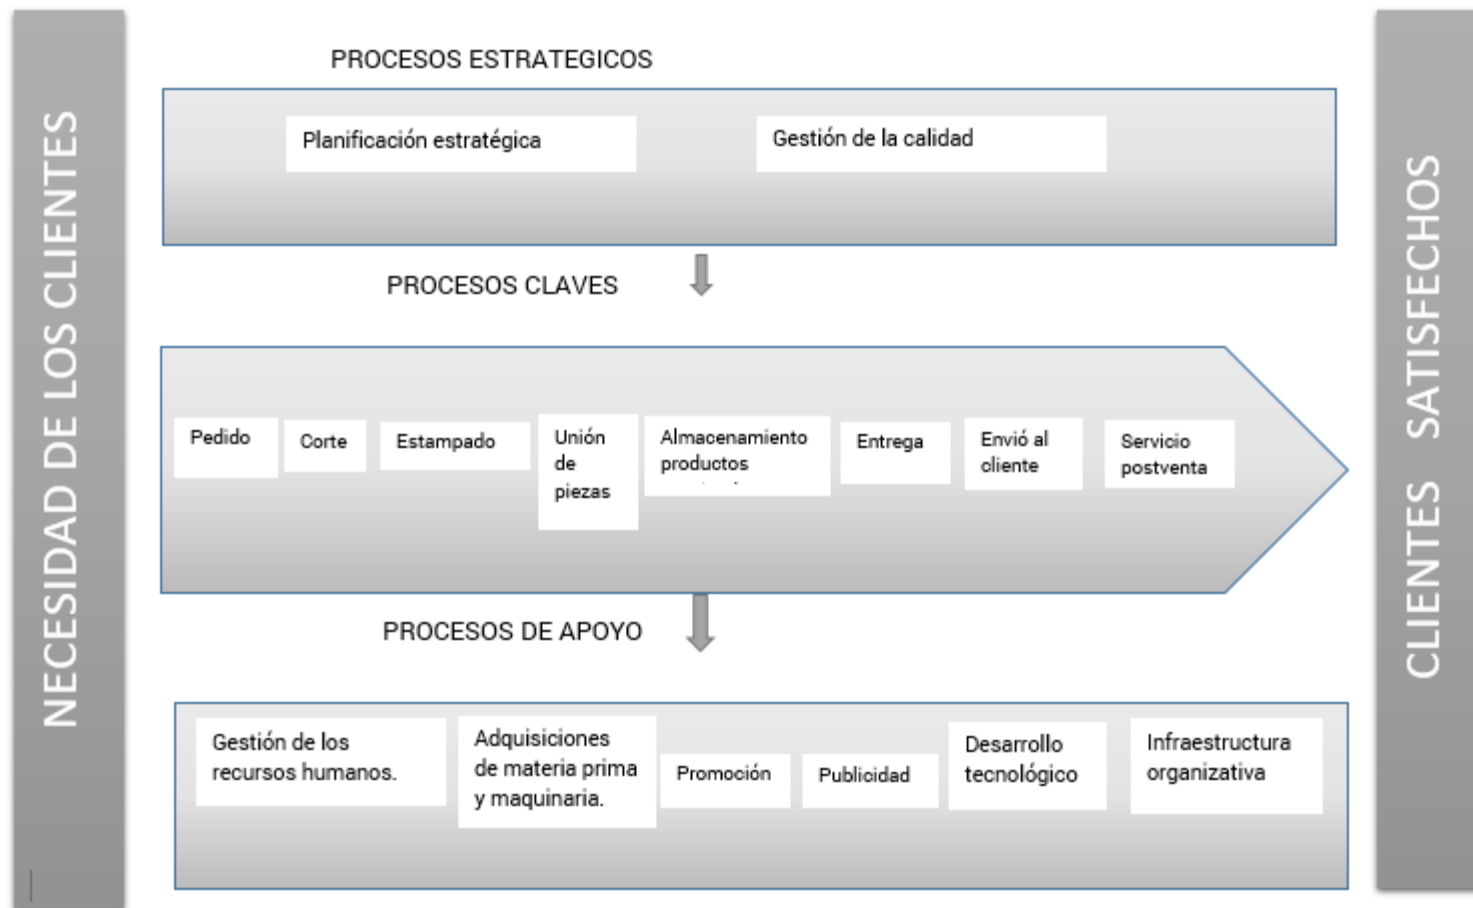 NECESIDAD DE LOS CLIENTES
PROCESOS ESTRATEGICOS
Planificación estratégica
Gestión de la calidad
PROCESOS CLAVES
Pedido
Corte
Estampado
Unión
de
piezas
Almacenamiento
productos
Entrega
Envió al
cliente
Servicio
postventa
PROCESOS DE APOYO
Gestión de los
recursos humanos.
Adquisiciones
de materia prima
y maquinaria.
Promoción
Publicidad
Desarrollo
tecnológico
Infraestructura
organizativa
CLIENTES SATISFECHOS